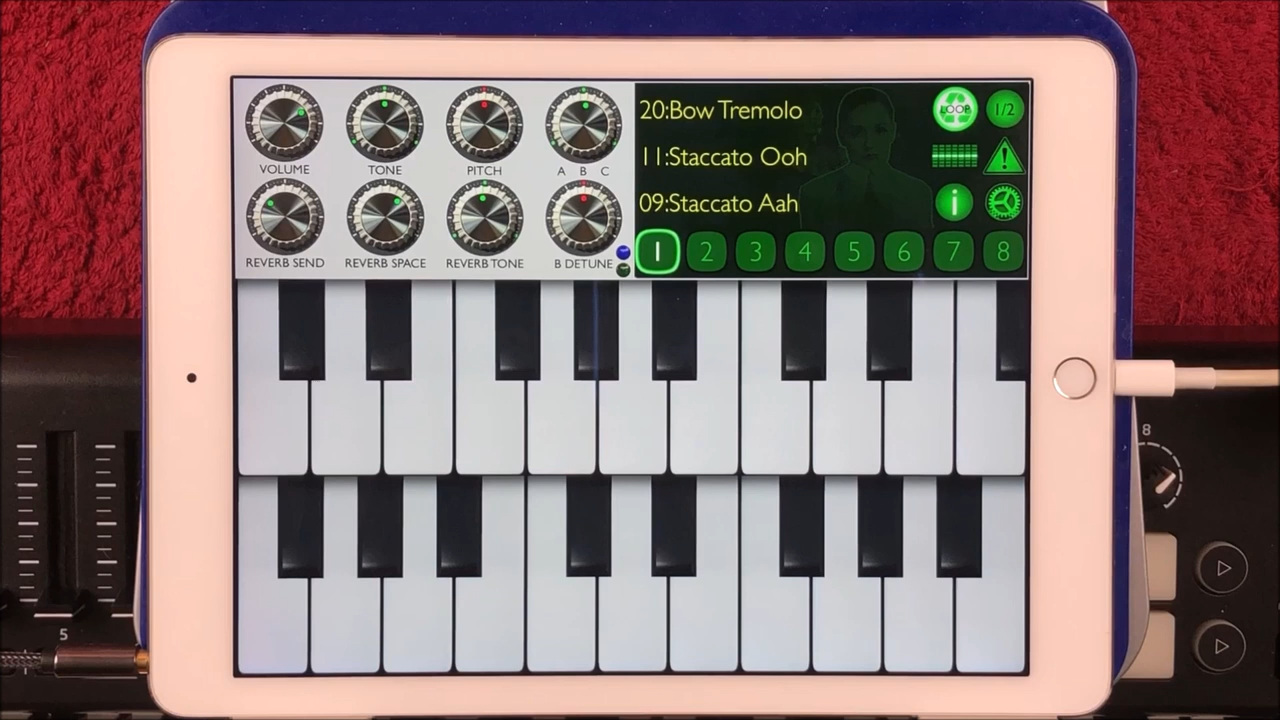 VOLUME TONE PITCH A B C
REVERB SEND REVERB SPACE REVERB TONE B DETUNE
20:Bow Tremolo
LOOP 1/2
11:Staccato Ooh
!
09:Staccato Aah
i
1 2 3 4 5 6 7 8
8
5